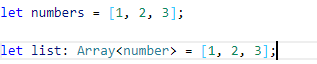 let numbers = [1, 2, 3];
let list: Array<number> = [1, 2, 3];